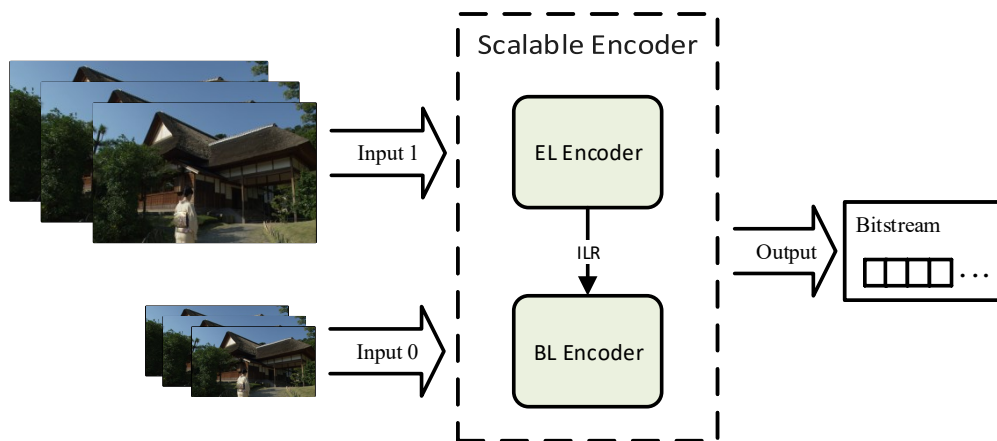 Scalable Encoder
Input 1
EL Encoder
ILR
Output
Bitstream
...
Input 0
BL Encoder